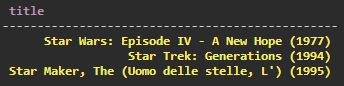 title
Star Wars: Episode IV - A New Hope (1977)
Star Trek: Generations (1994)
Star Maker, The (Uomo delle stelle, L') (1995)